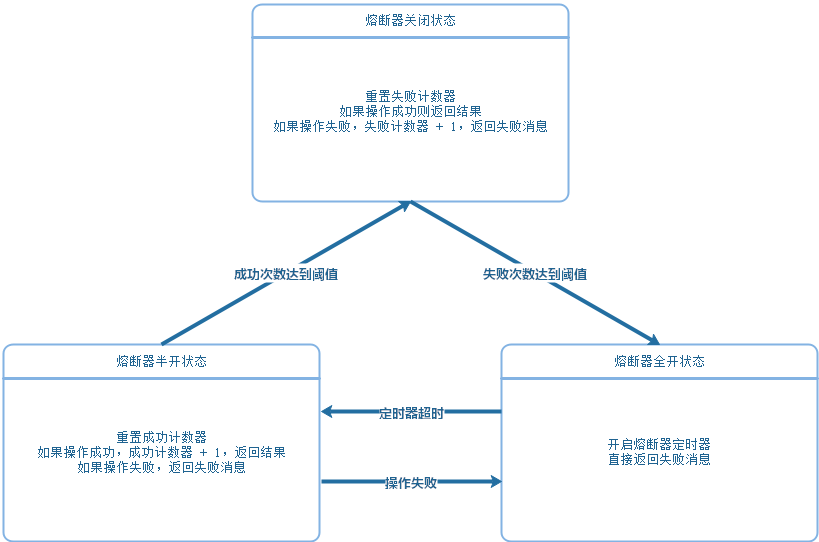 熔断器关闭状态
重置失败计数器
如果操作成功则返回结果
如果操作失败，失败计数器 + 1，返回失败消息
成功次数达到阈值
失败次数达到阈值
熔断器半开状态
重置成功计数器
如果操作成功，成功计数器 + 1，返回结果
如果操作失败，返回失败消息
定时器超时
操作失败
熔断器全开状态
开启熔断器定时器
直接返回失败消息